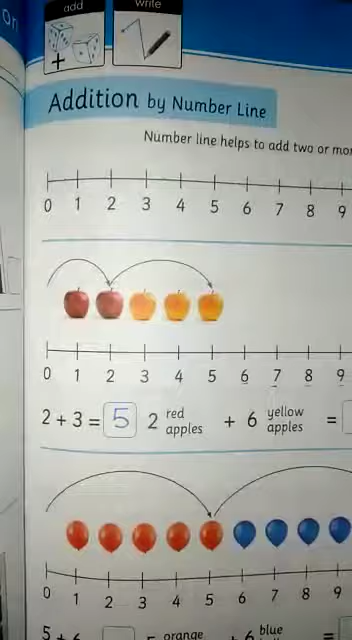 on
add
write
Addition by Number Line
Number line helps to add two or
0 1 2 3 4 5 6 7 8 9
0 1 2 3 4 5 6 7 8 9
2 + 3 = 5 2 red apples + 6 yellow apples =
0 1 2 3 4 5 6 7 8 9
5 + 6 orange + 6 blue =